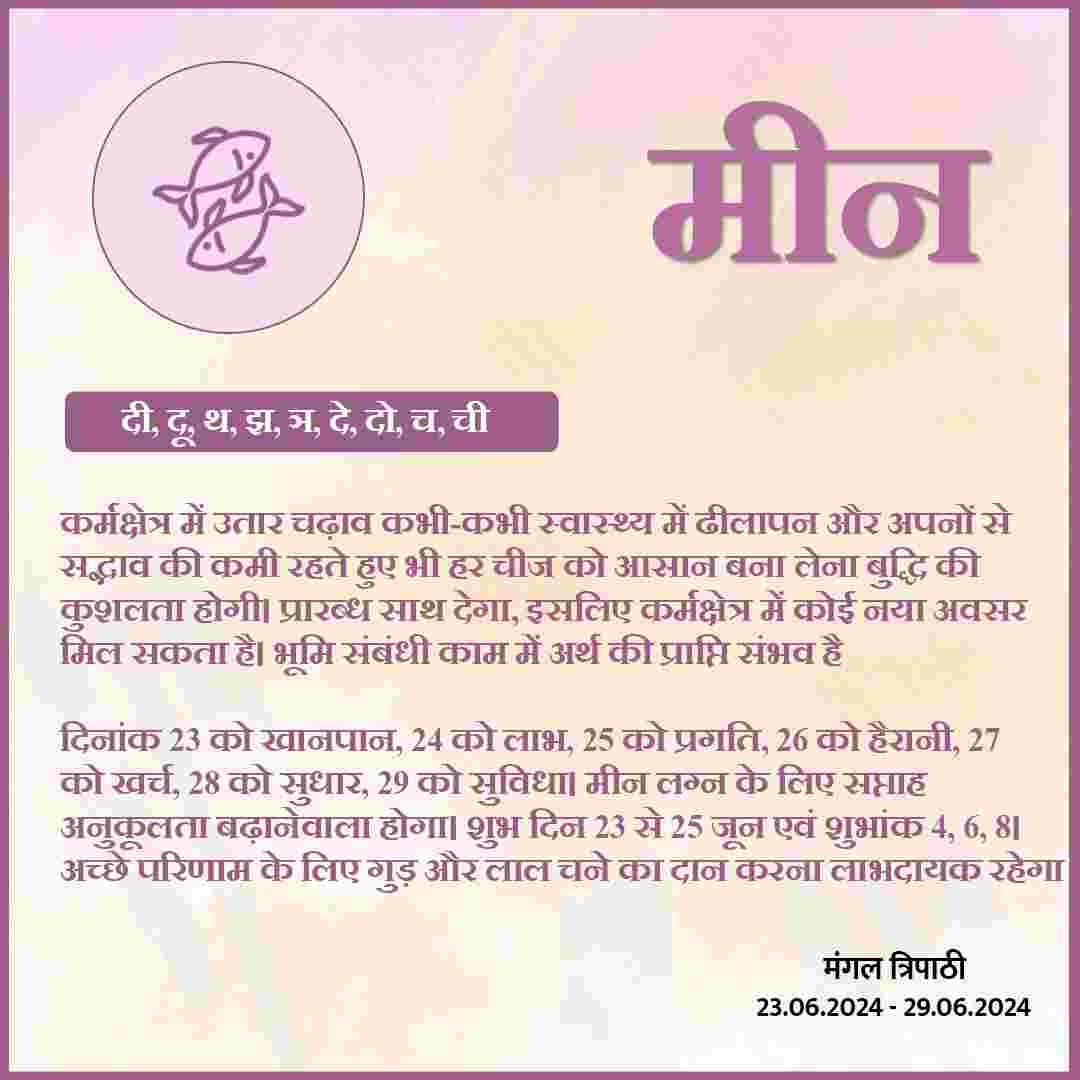 मीन
दी, दू, थ, झ, ञ, दे, दो, च, ची
कर्मक्षेत्र में उतार चढ़ाव कभी-कभी स्वास्थ्य में ढीलापन और अपनों से
सद्भाव की कमी रहते हुए भी हर चीज को आसान बना लेना बुद्धि की
कुशलता होगी। प्रारब्ध साथ देगा, इसलिए कर्मक्षेत्र में कोई नया अवसर
मिल सकता है। भूमि संबंधी काम में अर्थ की प्राप्ति संभव है
दिनांक 23 को खानपान, 24 को लाभ, 25 को प्रगति, 26 को हैरानी, 27
को खर्च, 28 को सुधार, 29 को सुविधा। मीन लग्न के लिए सप्ताह
अनुकूलता बढ़ानेवाला होगा। शुभ दिन 23 से 25 जून एवं शुभांक 4, 6, 8।
अच्छे परिणाम के लिए गुड़ और लाल चने का दान करना लाभदायक रहेगा
मंगल त्रिपाठी
23.06.2024 - 29.06.2024